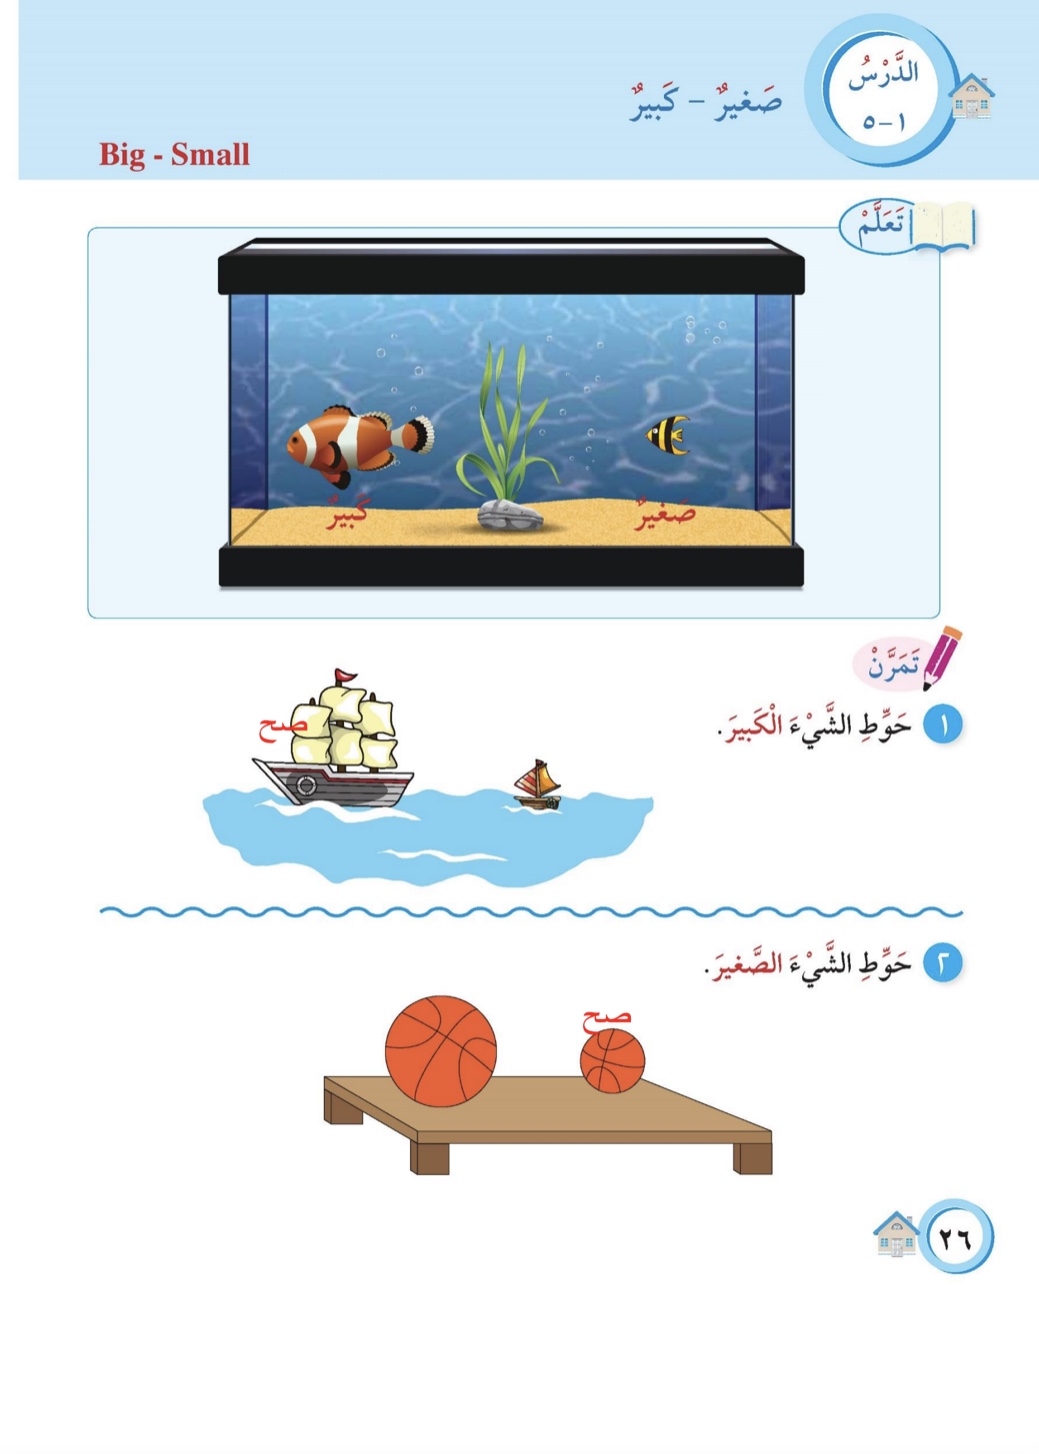 الدَّرْسُ
١-٥
صَغيرٌ - كَبيرٌ
Big - Small
تَعَلَّمْ
صَغيرٌ
كَبيرٌ
تَمَرَّنْ
١ حَوِّطِ الشَّيْءَ الْكَبيرَ.
صح
٢ حَوِّطِ الشَّيْءَ الصَّغيرَ.
صح
٢٦